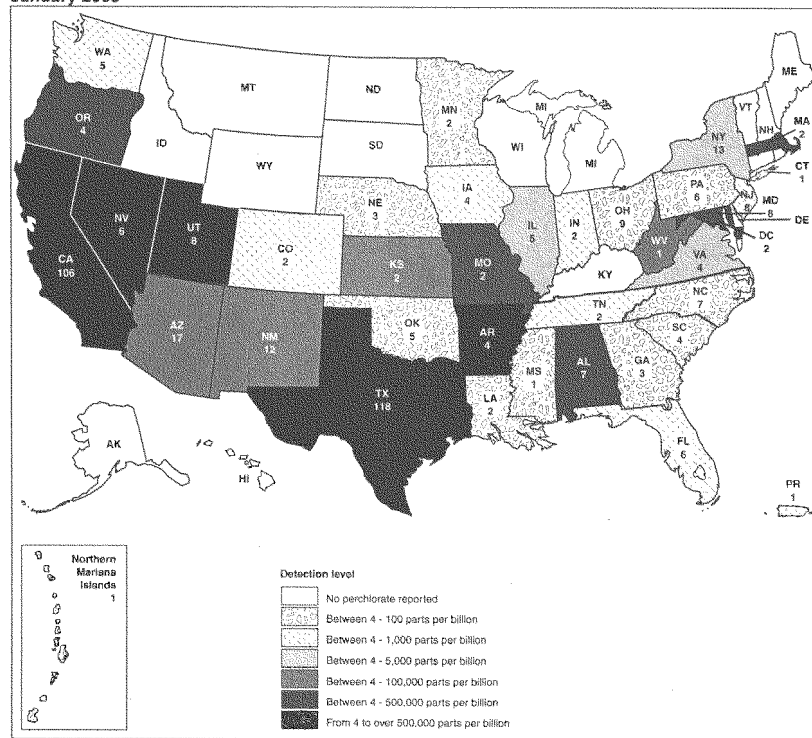 WA
5
OR
4
CA
106
NV
6
ID
MT
WY
UT
8
AZ
17
CO
2
NM
12
ND
SD
NE
3
KS
2
OK
5
TX
118
MN
2
IA
4
MO
2
AR
4
LA
2
WI
IL
5
MI
MI
IN
2
OH
9
KY
TN
2
MS
1
AL
7
GA
3
FL
6
SC
4
NC
7
VA
4
WV
1
PA
6
NY
13
NJ
VT
NH
ME
MA
2
CT
1
MD
DE
DC
2
AK
HI
PR
1
Northern
Mariana
Islands
1
Detection level
No perchlorate reported
Between 4 - 100 parts per billion
Between 4 - 1,000 parts per billion
Between 4 - 5,000 parts per billion
Between 4 - 100,000 parts per billion
Between 4 - 500,000 parts per billion
From 4 to over 500,000 parts per billion